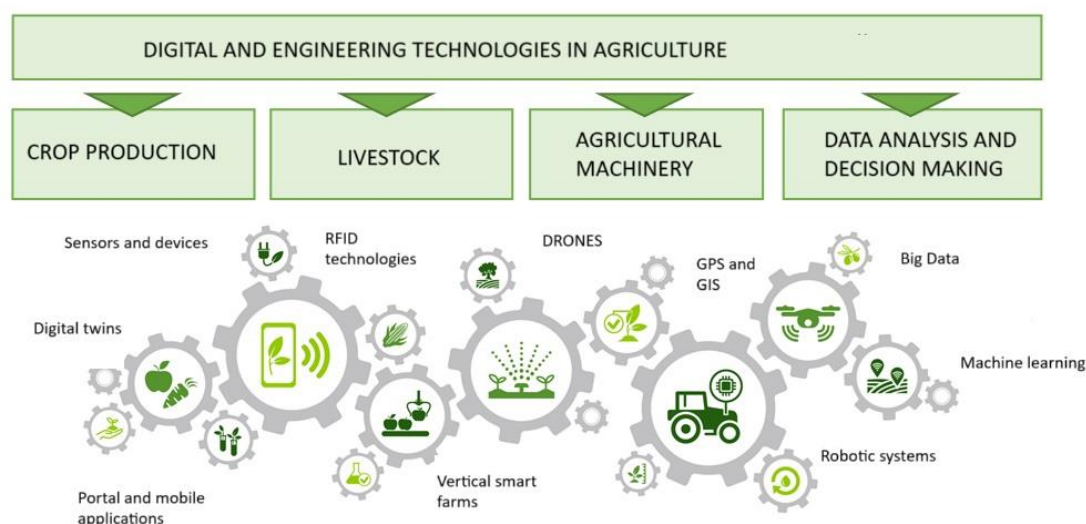 DIGITAL AND ENGINEERING TECHNOLOGIES IN AGRICULTURE
CROP PRODUCTION
LIVESTOCK
AGRICULTURAL
MACHINERY
DATA ANALYSIS AND
DECISION MAKING
Sensors and devices
RFID
technologies
DRONES
GPS and
GIS
Big Data
Digital twins
Machine learning
Robotic systems
Vertical smart
farms
Portal and mobile
applications